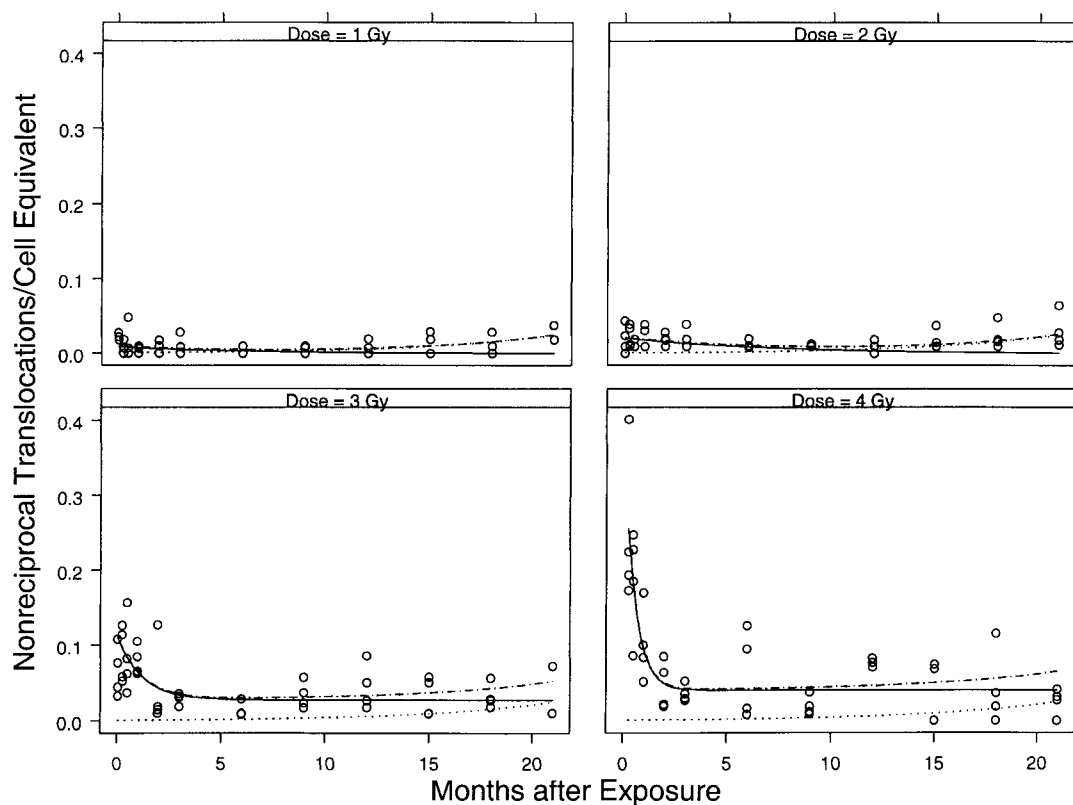 Dose = 1 Gy
Dose = 2 Gy
0.4
0.3
0.2
0.1
0.0
Dose = 3 Gy
Dose = 4 Gy
0.4
0.3
0.2
0.1
0.0
0 5 10 15 20
0 5 10 15 20
Nonreciprocal Translocations/Cell Equivalent
Months after Exposure